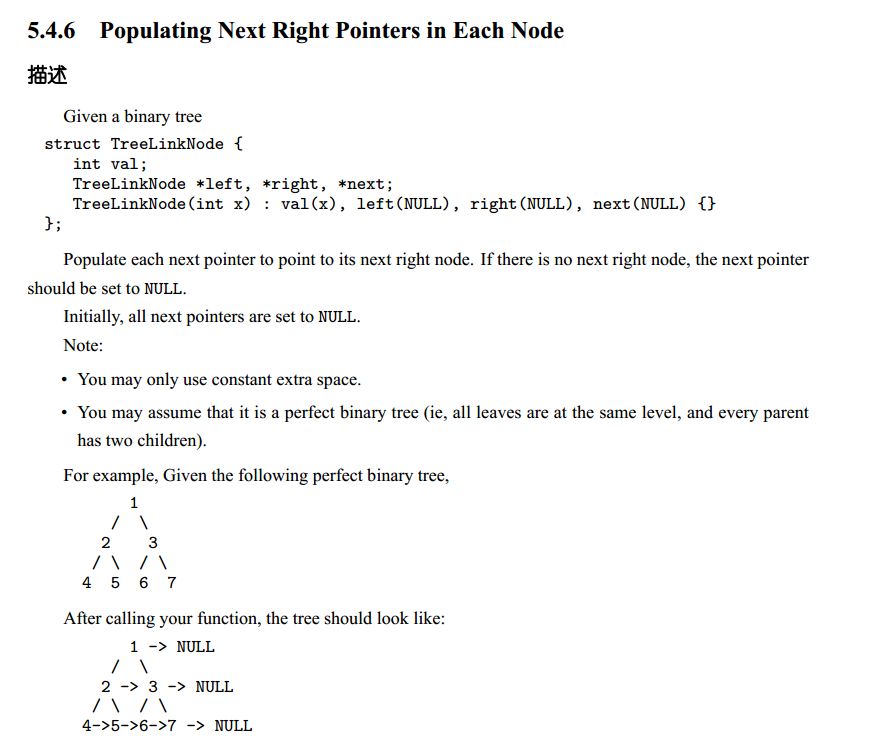 5.4.6 Populating Next Right Pointers in Each Node
描述
Given a binary tree
struct TreeLinkNode {
int val;
TreeLinkNode *left, *right, *next;
TreeLinkNode(int x) : val(x), left(NULL), right(NULL), next(NULL) {}
};
Populate each next pointer to point to its next right node. If there is no next right node, the next pointer
should be set to NULL.
Initially, all next pointers are set to NULL.
Note:
• You may only use constant extra space.
• You may assume that it is a perfect binary tree (ie, all leaves are at the same level, and every parent
has two children).
For example, Given the following perfect binary tree,
1
/ \
2 3
/ \ / \
4 5 6 7
After calling your function, the tree should look like:
1 -> NULL
/ \
2 -> 3 -> NULL
/ \ / \
4->5->6->7 -> NULL